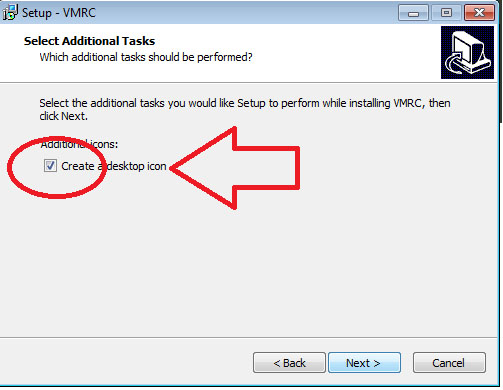 Setup - VMRC
Select Additional Tasks
Which additional tasks should be performed?
Select the additional tasks you would like Setup to perform while installing VMRC, then
click Next.
Additional icons:
Create a desktop icon
< Back
Next >
Cancel